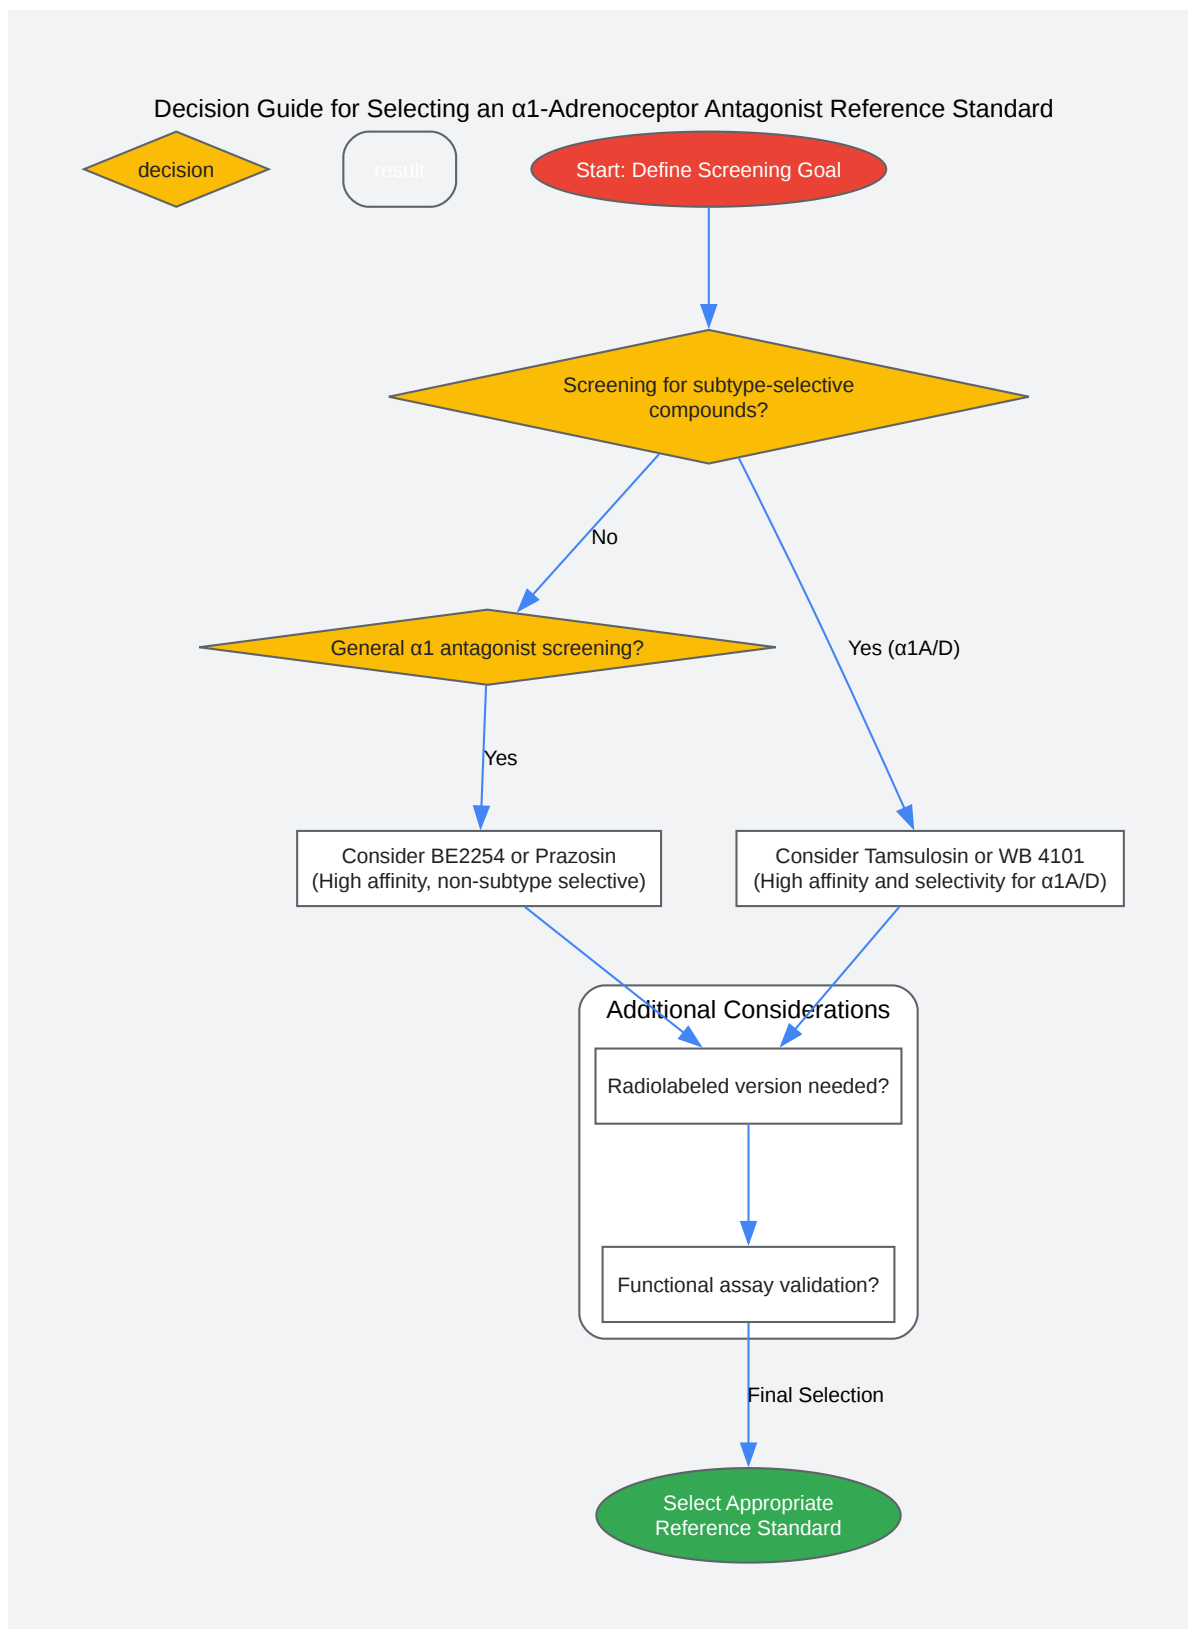 Decision Guide for Selecting an α1-Adrenoceptor Antagonist Reference Standard
decision
result
Start: Define Screening Goal
Screening for subtype-selective
compounds?
No
Yes (α1A/D)
General α1 antagonist screening?
Yes
Consider BE2254 or Prazosin
(High affinity, non-subtype selective)
Consider Tamsulosin or WB 4101
(High affinity and selectivity for α1A/D)
Additional Considerations
Radiolabeled version needed?
Functional assay validation?
Final Selection
Select Appropriate
Reference Standard